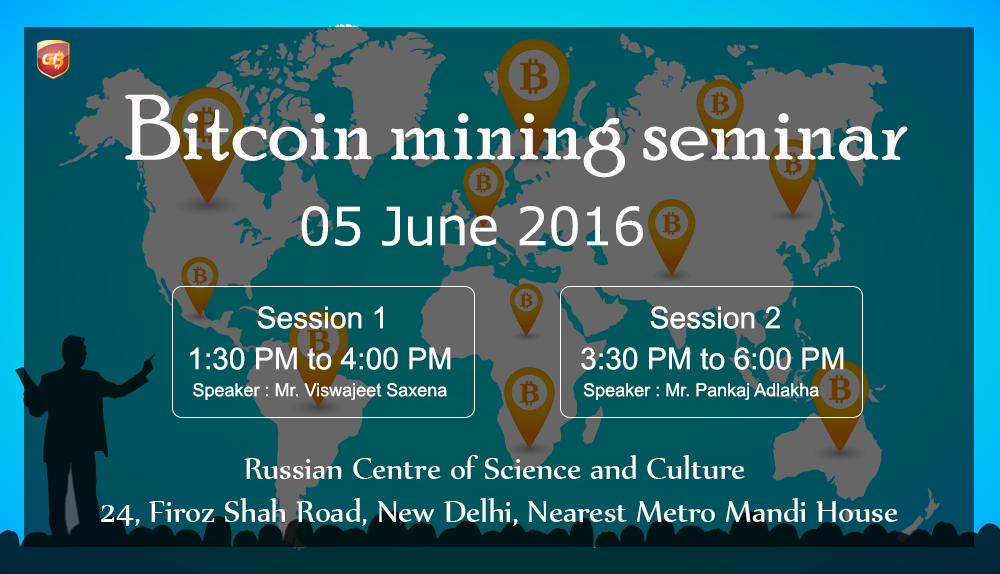 GB
Bitcoin mining seminar
05 June 2016
Session 1
1:30 PM to 4:00 PM
Speaker : Mr. Viswajeet Saxena
Session 2
3:30 PM to 6:00 PM
Speaker : Mr. Pankaj Adlakha
Russian Centre of Science and Culture
24, Firoz Shah Road, New Delhi, Nearest Metro Mandi House